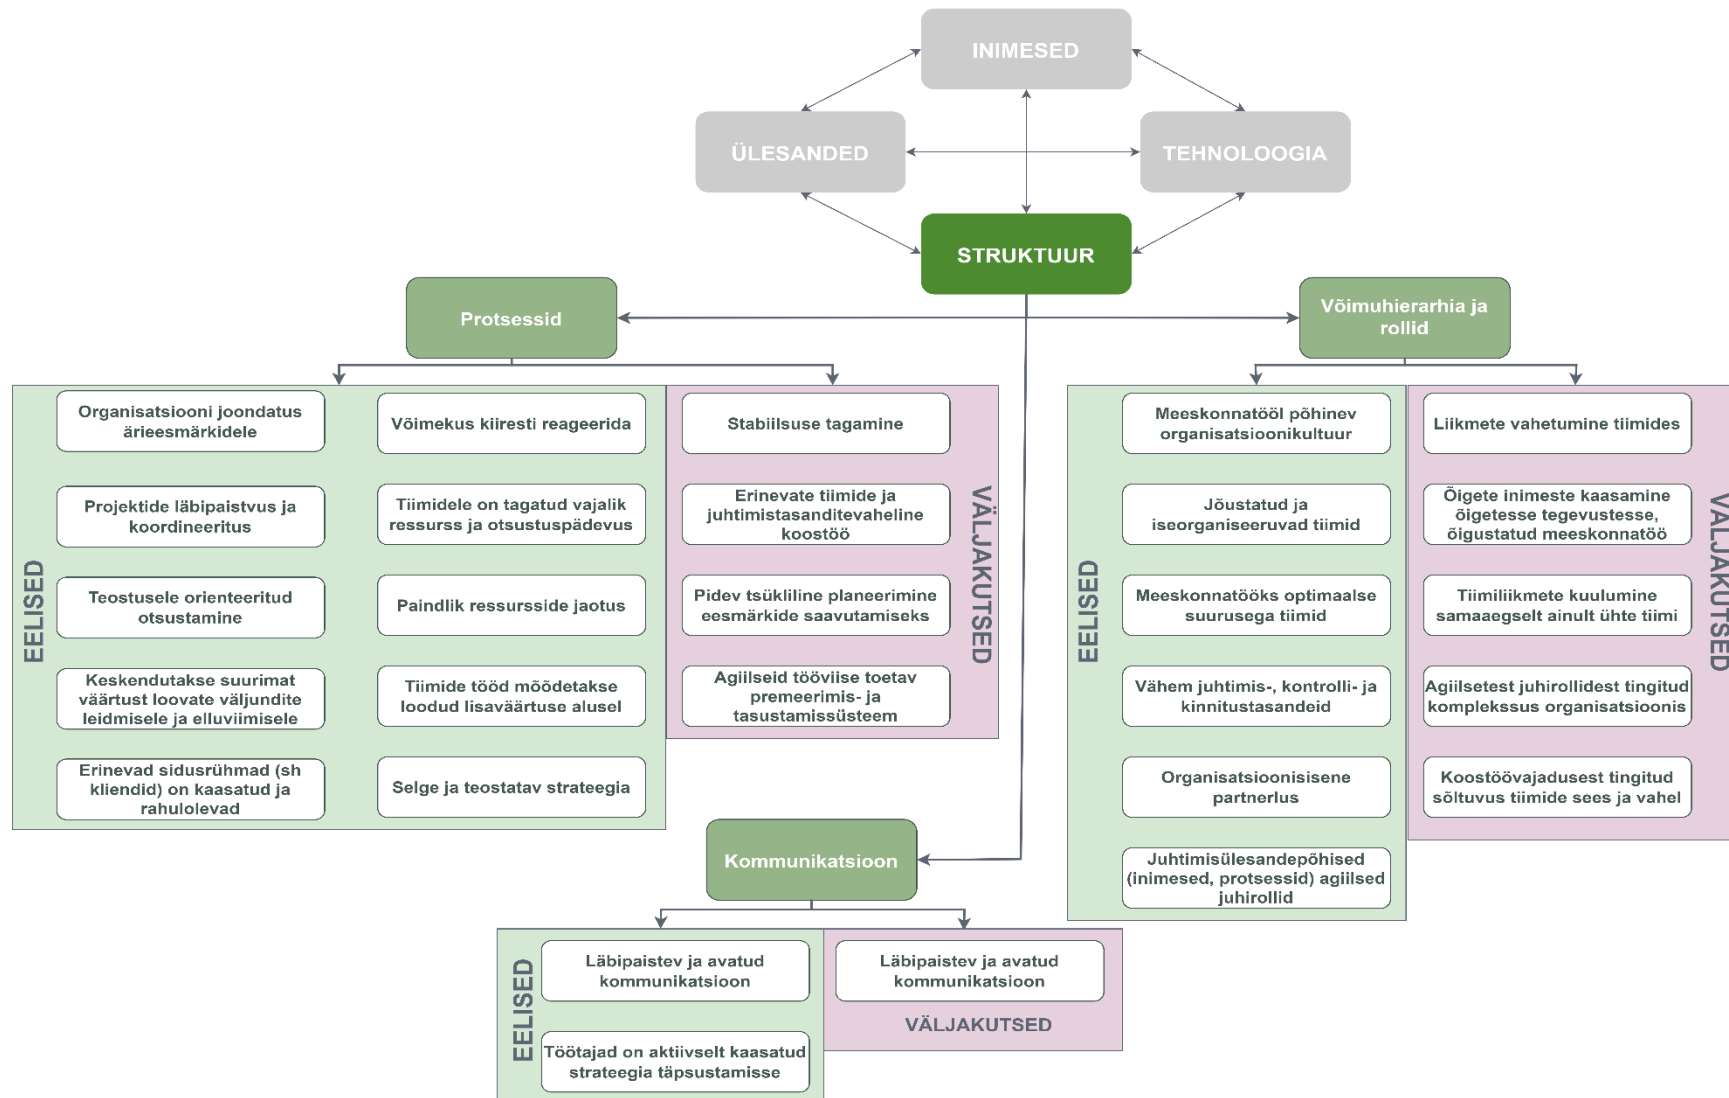 INIMESED
ÜLESANDED
TEHNOLOOGIA
STRUKTUUR
Protsessid
Võimuhierarhia ja
rollid
EELISED
Organisatsiooni joondatus
ärieesmärkidele
Projektide läbipaistvus ja
koordineeritus
Teostusele orienteeritud
otsustamine
Keskendutakse suurimat
väärtust loovate väljundite
leidmisele ja elluviimisele
Erinevad sidusrühmad (sh
kliendid) on kaasatud ja
rahulolevad
Võimekus kiiresti reageerida
Tiimidele on tagatud vajalik
ressurss ja otsustuspädevus
Paindlik ressursside jaotus
Tiimide tööd mõõdetakse
loodud lisaväärtuse alusel
Selge ja teostatav strateegia
Stabiilsuse tagamine
Erinevate tiimide ja
juhtimistasanditevaheline
koostöö
Pidev tsükliline planeerimine
eesmärkide saavutamiseks
Agiilseid tööviise toetav
premeerimis- ja
tasustamissüsteem
VÄLJAKUTSED
EELISED
Meeskonnatööl põhinev
organisatsioonikultuur
Jõustatud ja
iseorganiseeruvad tiimid
Meeskonnatööks optimaalse
suurusega tiimid
Vähem juhtimis-, kontrolli- ja
kinnitustasandeid
Organisatsioonisisene
partnerlus
Juhtimisülesandepõhised
(inimesed, protsessid) agiilsed
juhirollid
Liikmete vahetumine tiimides
Õigete inimeste kaasamine
õigetesse tegevustesse,
õigustatud meeskonnatöö
Tiimiliikmete kuulumine
samaaegselt ainult ühte tiimi
Agiilsetest juhirollidest tingitud
komplekssus organisatsioonis
Koostöövajadusest tingitud
sõltuvus tiimide sees ja vahel
VÄLJAKUTSED
Kommunikatsioon
EELISED
Läbipaistev ja avatud
kommunikatsioon
Töötajad on aktiivselt kaasatud
strateegia täpsustamisse
Läbipaistev ja avatud
kommunikatsioon
VÄLJAKUTSED